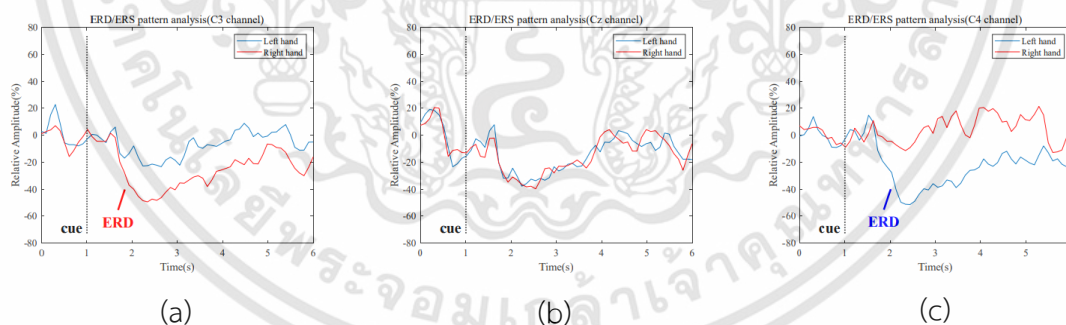 ERD/ERS pattern analysis(C3 channel)
Relative Amplitude(%)
80
60
40
20
0
-20
-40
-60
-80
Left hand
Right hand
ERD
cue
0 1 2 3 4 5 6
Time(s)
(a)
ERD/ERS pattern analysis(Cz channel)
Relative Amplitude(%)
80
60
40
20
0
-20
-40
-60
-80
Left hand
Right hand
cue
0 1 2 3 4 5 6
Time(s)
(b)
ERD/ERS pattern analysis(C4 channel)
Relative Amplitude(%)
80
60
40
20
0
-20
-40
-60
-80
Left hand
Right hand
ERD
cue
0 1 2 3 4 5
Time(s)
(c)